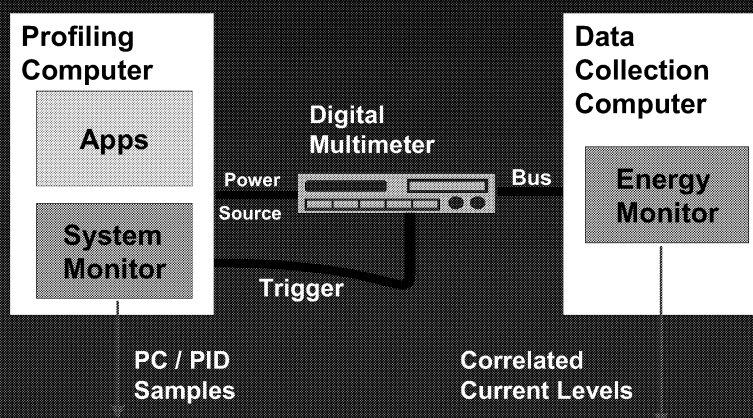 Profiling
Computer
Apps
System
Monitor
Digital
Multimeter
Power
Source
Trigger
Bus
Data
Collection
Computer
Energy
Monitor
PC / PID
Samples
Correlated
Current Levels